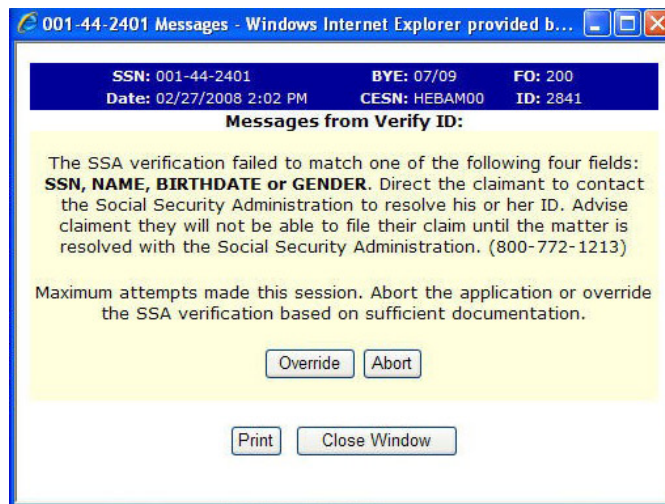 001-44-2401 Messages - Windows Internet Explorer provided b...
SSN: 001-44-2401 BYE: 07/09 FO: 200
Date: 02/27/2008 2:02 PM CESN: HEBAM00 ID: 2841
Messages from Verify ID:
The SSA verification failed to match one of the following four fields:
SSN, NAME, BIRTHDATE or GENDER. Direct the claimant to contact
the Social Security Administration to resolve his or her ID. Advise
claiment they will not be able to file their claim until the matter is
resolved with the Social Security Administration. (800-772-1213)
Maximum attempts made this session. Abort the application or override
the SSA verification based on sufficient documentation.
Override Abort
Print Close Window